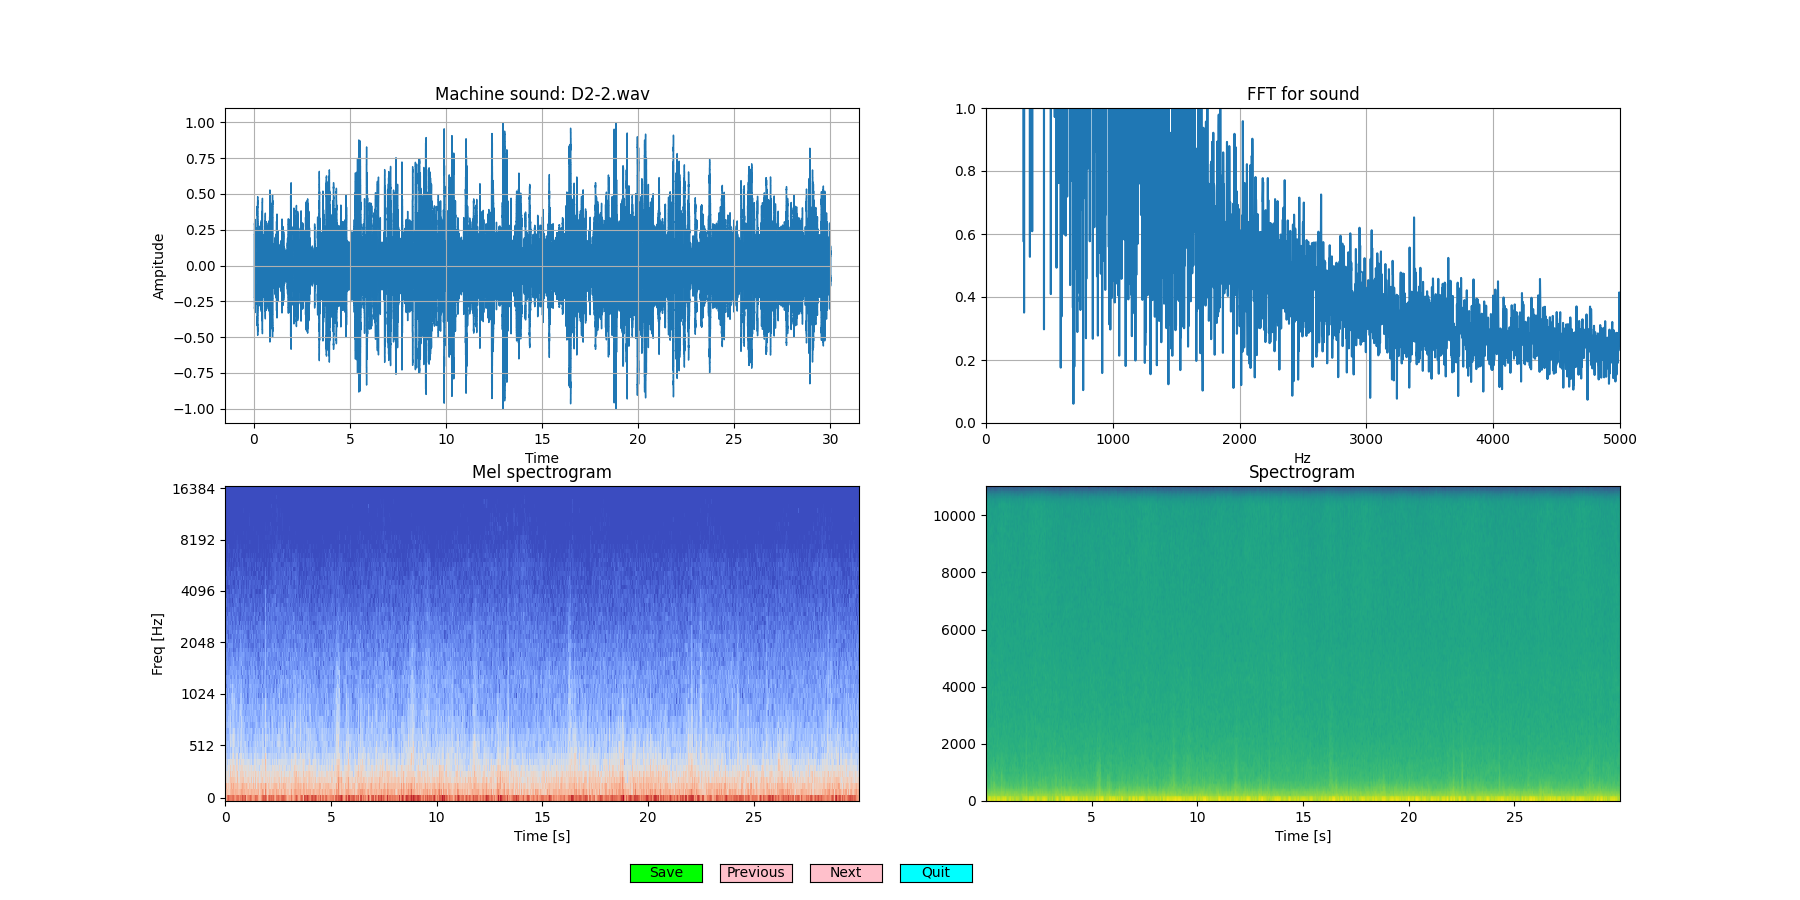 Machine sound: D2-2.wav
1.00
0.75
0.50
0.25
0.00
−0.25
−0.50
−0.75
−1.00
Ampitude
0 5 10 15 20 25 30
Time
FFT for sound
1.0
0.8
0.6
0.4
0.2
0.0
0 1000 2000 3000 4000 5000
Hz
Mel spectrogram
16384
8192
4096
2048
1024
512
0
Freq [Hz]
0 5 10 15 20 25
Time [s]
Spectrogram
10000
8000
6000
4000
2000
0
5 10 15 20 25
Time [s]
Save Previous Next Quit